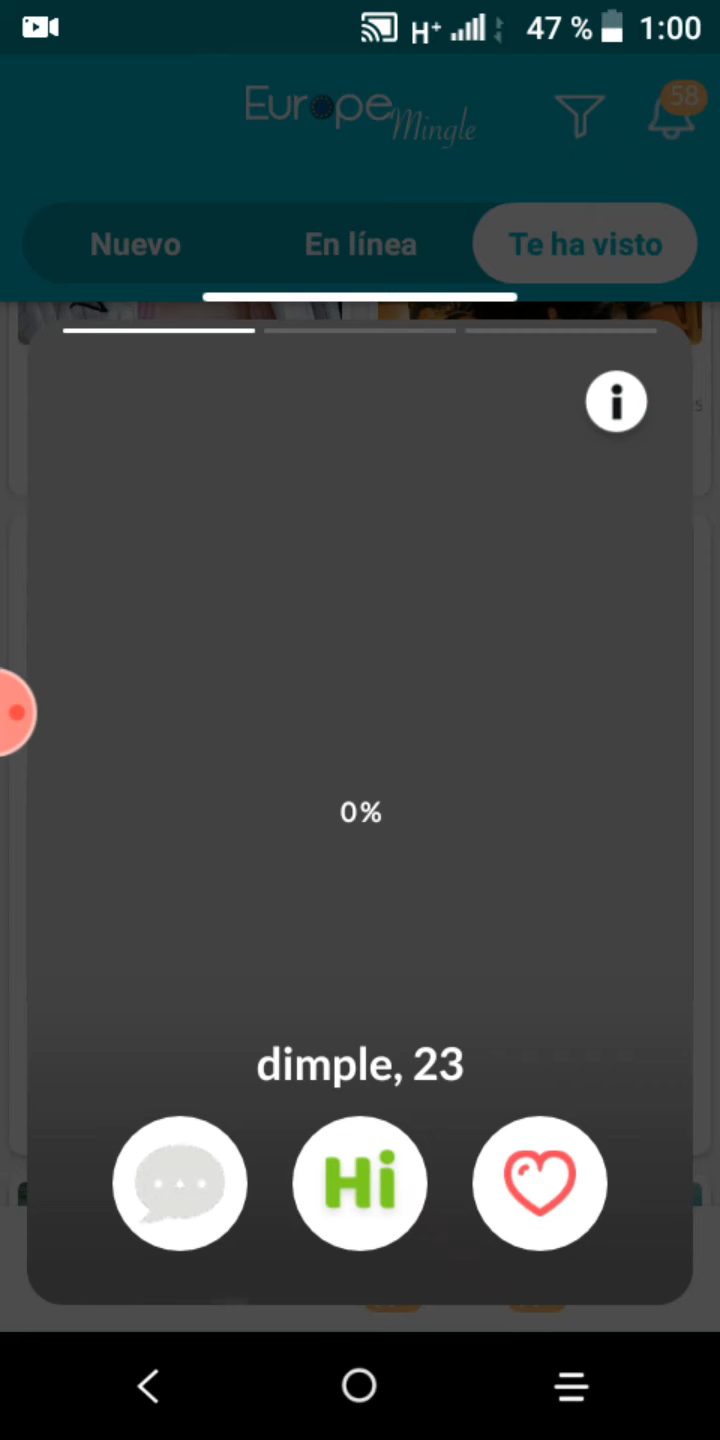 H+ 47 % 1:00
Europe Mingle
58
Nuevo En línea Te ha visto
s
i
0%
dimple, 23
Hi